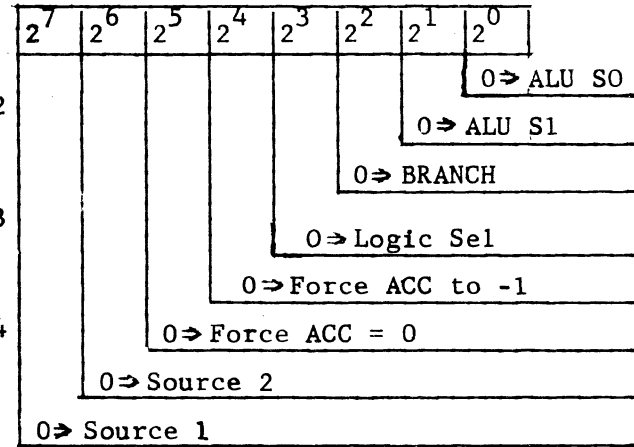 2^7 2^6 2^5 2^4 2^3 2^2 2^1 2^0
0⇒ ALU S0
2
0⇒ ALU S1
0⇒ BRANCH
3
0⇒ Logic Sel
0⇒ Force ACC to -1
4
0⇒ Force ACC = 0
0⇒ Source 2
0⇒ Source 1